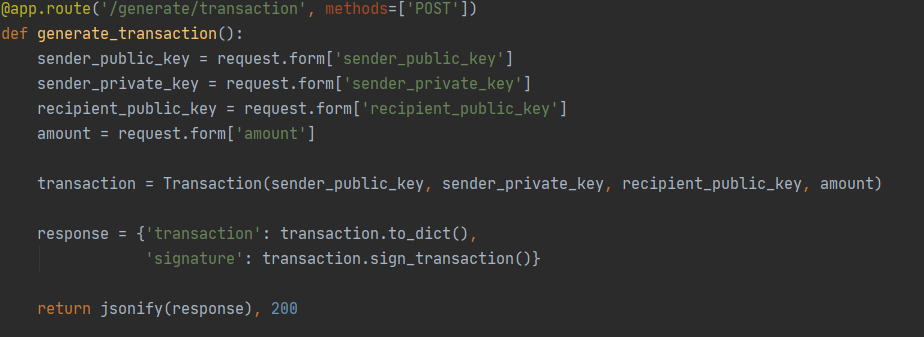 @app.route('/generate/transaction', methods=['POST'])
def generate_transaction():
    sender_public_key = request.form['sender_public_key']
    sender_private_key = request.form['sender_private_key']
    recipient_public_key = request.form['recipient_public_key']
    amount = request.form['amount']
    transaction = Transaction(sender_public_key, sender_private_key, recipient_public_key, amount)
    response = {'transaction': transaction.to_dict(),
                'signature': transaction.sign_transaction()}
    return jsonify(response), 200